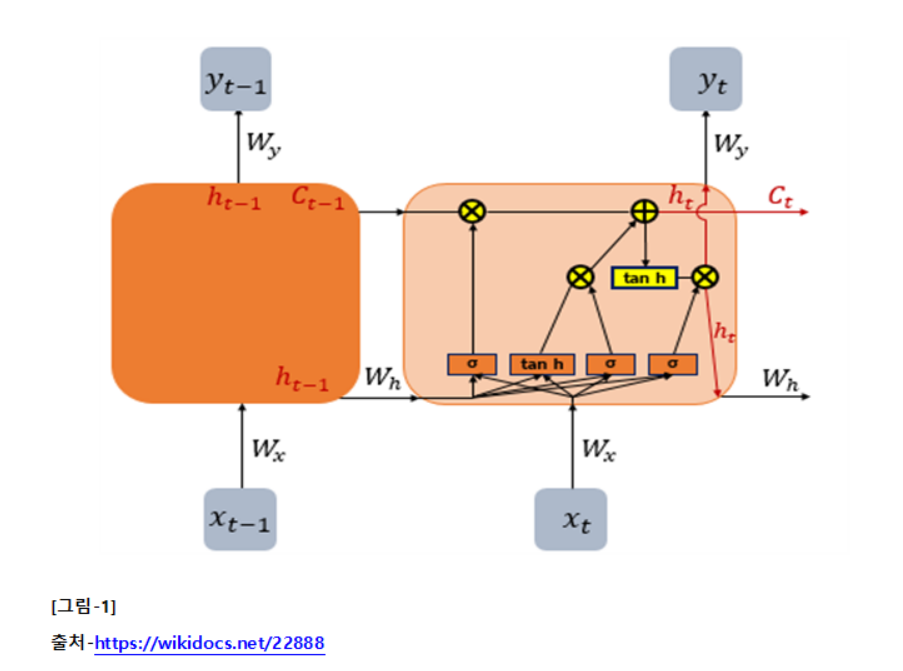 y_{t-1} y_t
W_y W_y
h_{t-1} C_{t-1} h_t C_t
tan h
h_t
σ tan h σ σ
h_{t-1} W_h W_h
W_x W_x
x_{t-1} x_t
[그림-1]
출처-https://wikidocs.net/22888